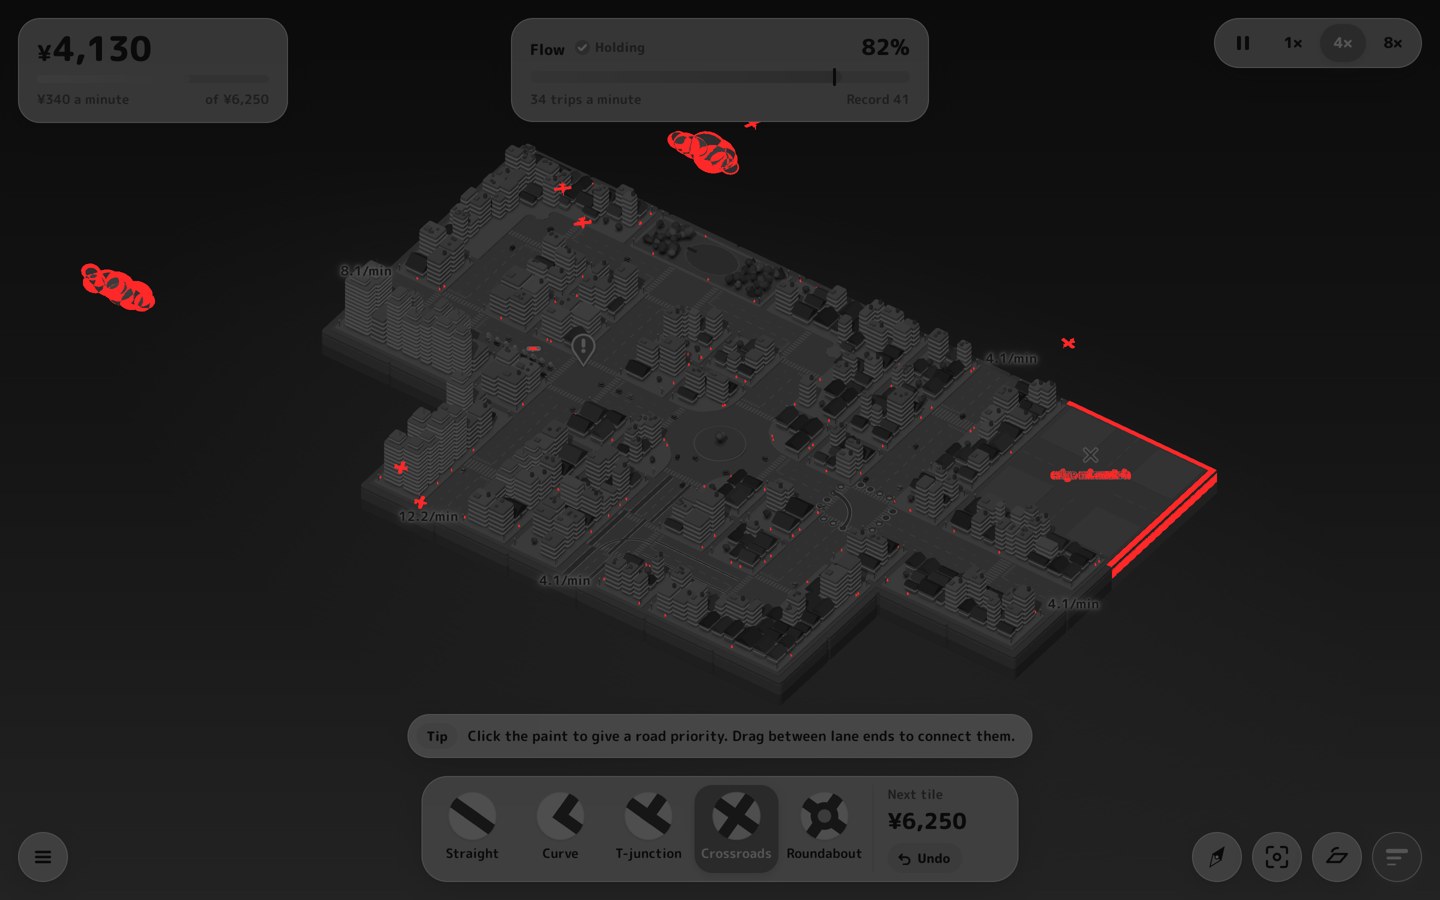 ¥4,130
¥340 a minute
of ¥6,250
Flow
Holding
82%
34 trips a minute
Record 41
1×
4×
8×
8.1/min
4.1/min
12.2/min
4.1/min
4.1/min
Tip
Click the paint to give a road priority. Drag between lane ends to connect them.
Straight
Curve
T-junction
Crossroads
Roundabout
Next tile
¥6,250
Undo